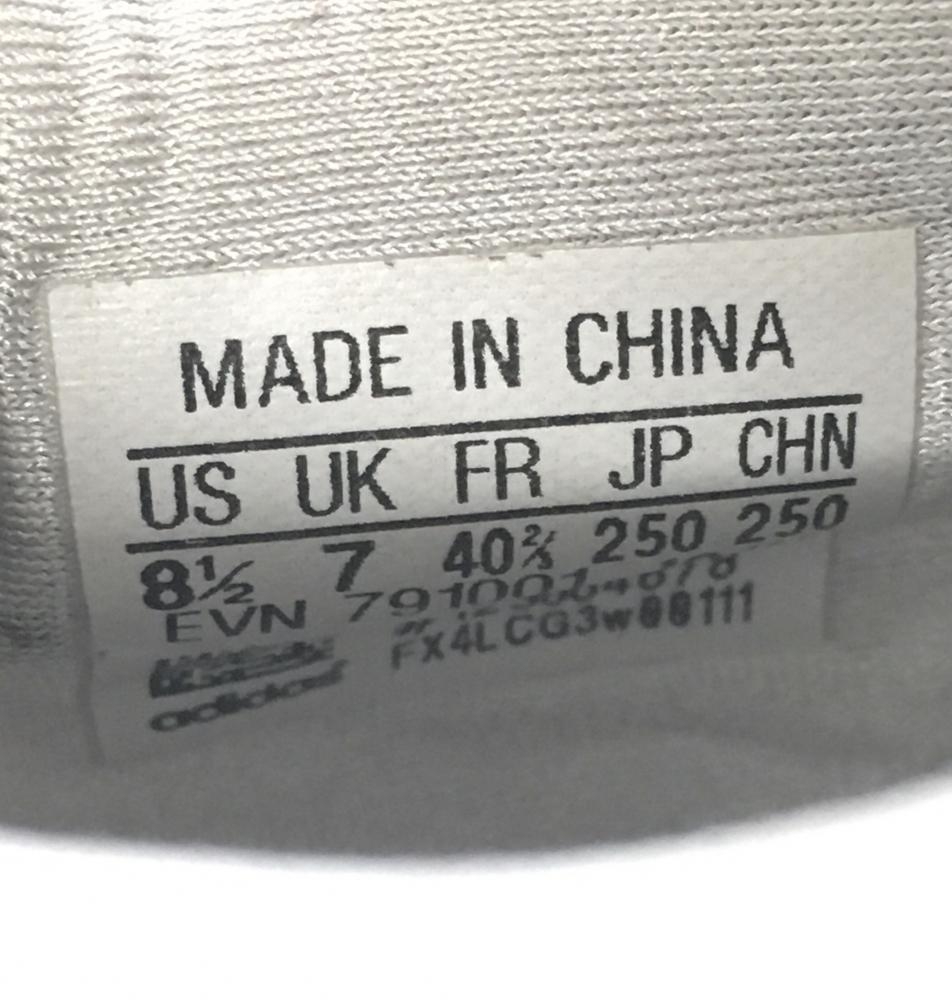 MADE IN CHINA
US UK FR JP CHN
8½ 7 40⅔ 250 250
EVN
FX4LCG3w00111
adidas